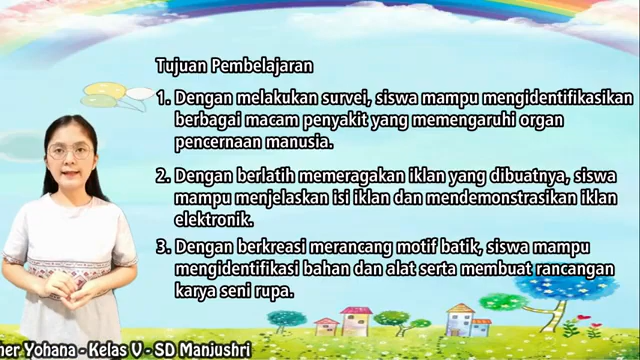 Tujuan Pembelajaran
1. Dengan melakukan survei, siswa mampu mengidentifikasikan
berbagai macam penyakit yang memengaruhi organ
pencernaan manusia.
2. Dengan berlatih memeragakan iklan yang dibuatnya, siswa
mampu menjelaskan isi iklan dan mendemonstrasikan iklan
elektronik.
3. Dengan berkreasi merancang motif batik, siswa mampu
mengidentifikasi bahan dan alat serta membuat rancangan
karya seni rupa.
her Yohana - Kelas V - SD Manjushri